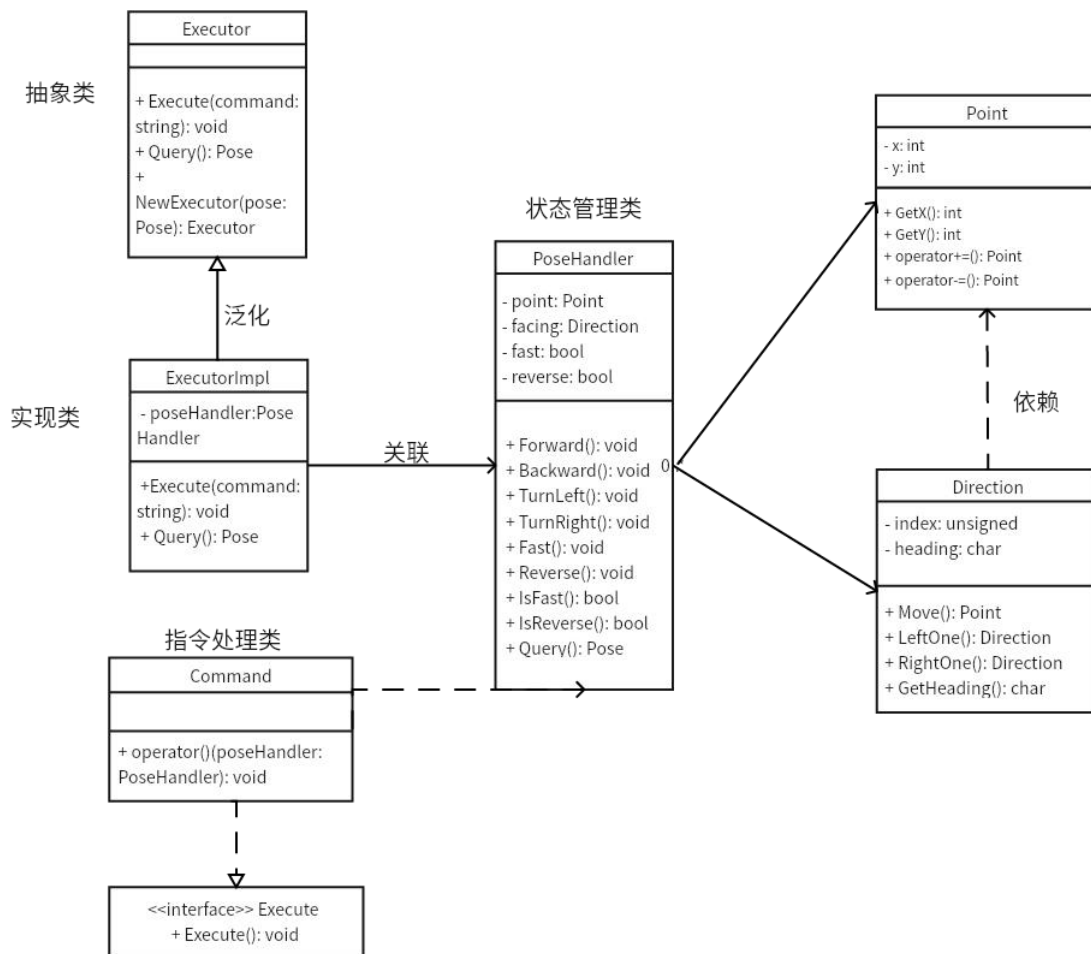 Executor
抽象类
+ Execute(command:
string): void
+ Query(): Pose
+
NewExecutor(pose:
Pose): Executor
泛化
ExecutorImpl
实现类
- poseHandler:Pose
Handler
+Execute(command:
string): void
+ Query(): Pose
关联
状态管理类
PoseHandler
- point: Point
- facing: Direction
- fast: bool
- reverse: bool
+ Forward(): void
+ Backward(): void
+ TurnLeft(): void
+ TurnRight(): void
+ Fast(): void
+ Reverse(): void
+ IsFast(): bool
+ IsReverse(): bool
+ Query(): Pose
0
Point
- x: int
- y: int
+ GetX(): int
+ GetY(): int
+ operator+=(): Point
+ operator-=(): Point
依赖
Direction
- index: unsigned
- heading: char
+ Move(): Point
+ LeftOne(): Direction
+ RightOne(): Direction
+ GetHeading(): char
指令处理类
Command
+ operator()(poseHandler:
PoseHandler): void
<<interface>> Execute
+ Execute(): void